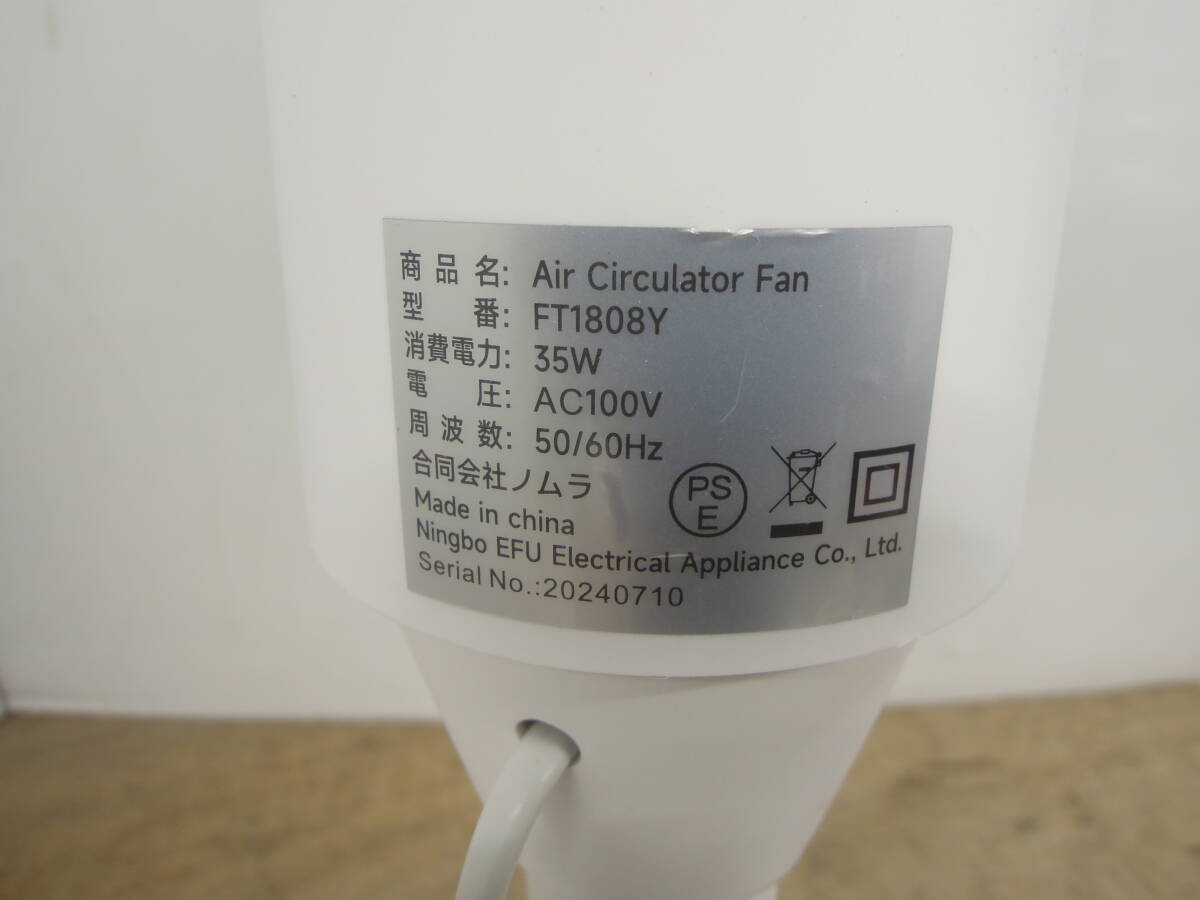 商品名: Air Circulator Fan
型番: FT1808Y
消費電力: 35W
電圧: AC100V
周波数: 50/60Hz
合同会社ノムラ
PS
E
Made in china
Ningbo EFU Electrical Appliance Co., Ltd.
Serial No.:20240710